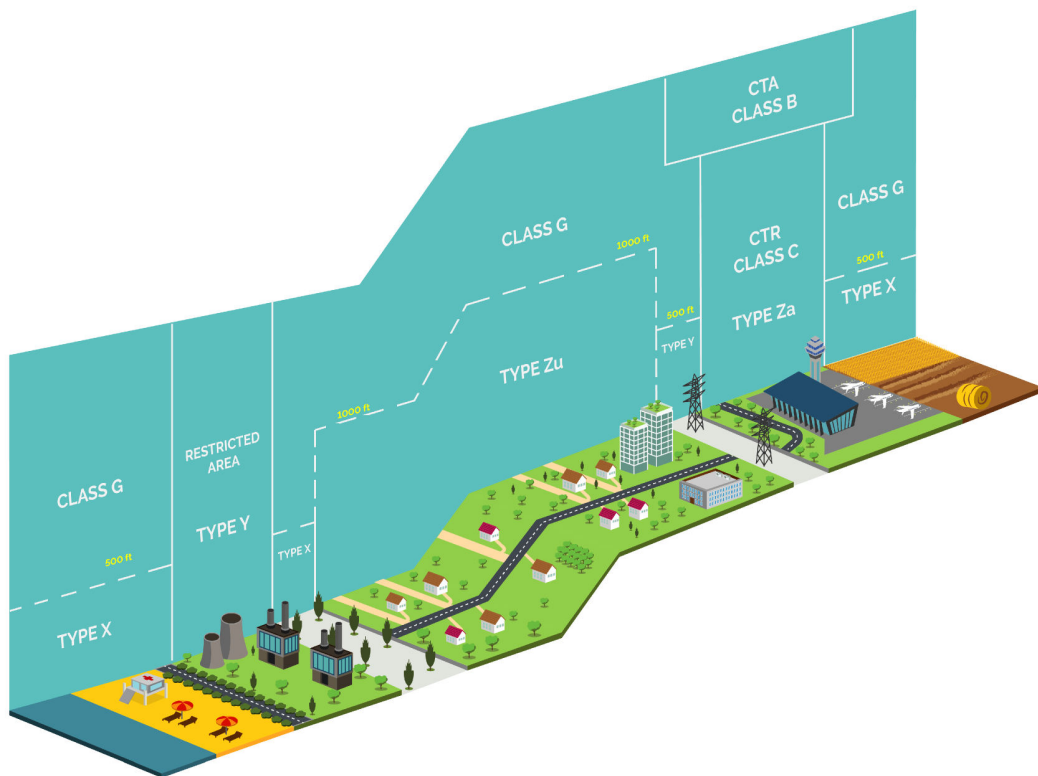 CTA
CLASS B
CLASS G
CLASS G
1000 ft
CTR
CLASS C
500 ft
TYPE X
500 ft
TYPE Y
TYPE Za
TYPE Zu
1000 ft
RESTRICTED
AREA
CLASS G
TYPE Y
TYPE X
500 ft
TYPE X